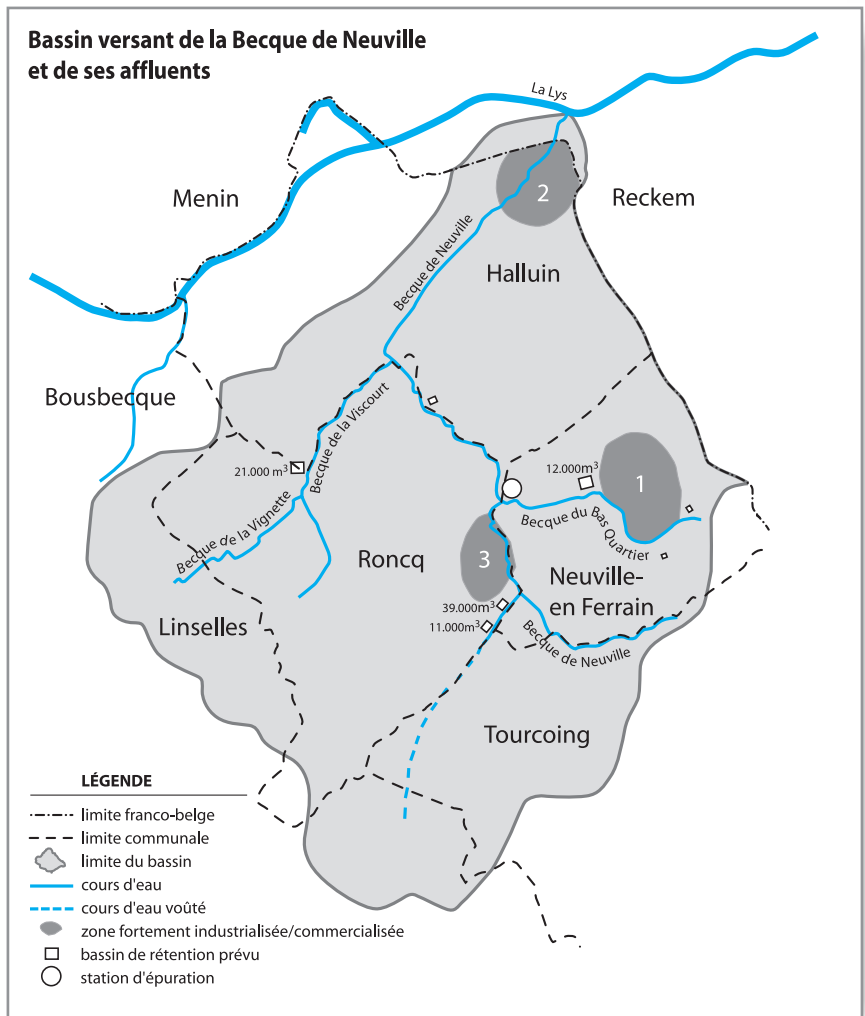 Bassin versant de la Becque de Neuville
et de ses affluents
La Lys
Menin
Reckem
2
Becque de Neuville
Halluin
Bousbecque
Becque de la Viscourt
21.000 m³
12.000m³
1
Becque de la Vignette
Becque du Bas Quartier
Roncq
3
Neuville-
en Ferrain
39.000m³
11.000m³
Linselles
Becque de Neuville
Tourcoing
LÉGENDE
limite franco-belge
limite communale
limite du bassin
cours d'eau
cours d'eau voûté
zone fortement industrialisée/commercialisée
bassin de rétention prévu
station d'épuration